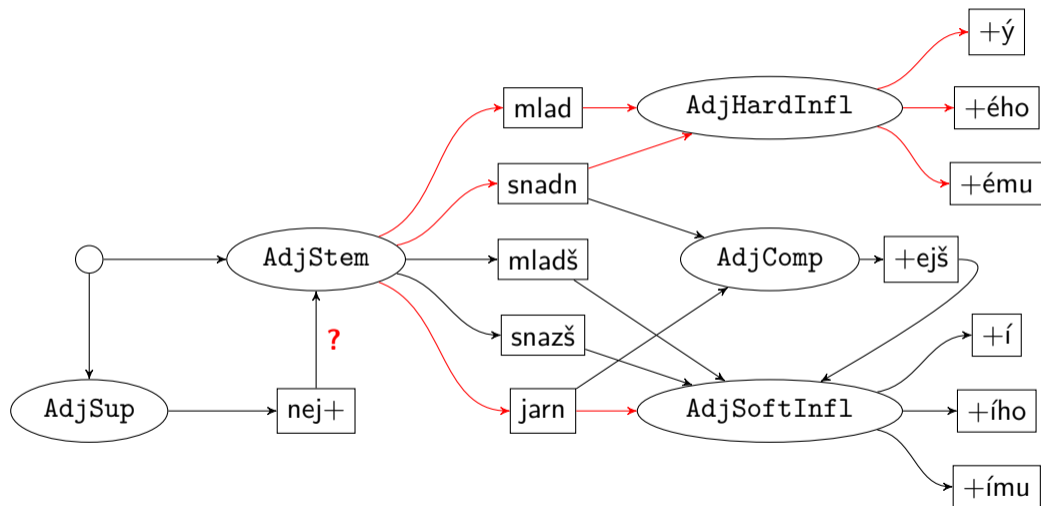 +ý
mlad
AdjHardInfl
+ého
snadn
+ému
AdjStem
mladš
AdjComp
+ejš
?
snazš
+í
AdjSup
nej+
jarn
AdjSoftInfl
+ího
+ímu